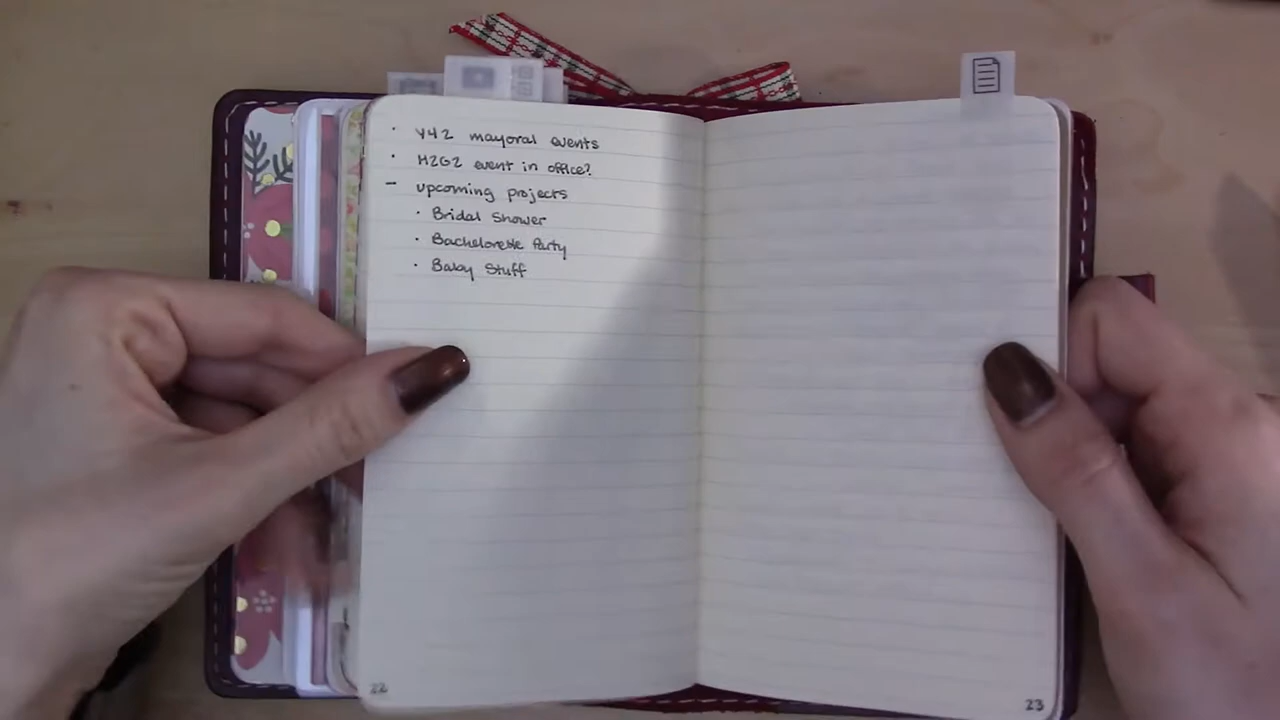 · Y42 mayoral events
· H2G2 event in office?
- upcoming projects
· Bridal Shower
· Bachelorette Party
· Baby Stuff
22
23